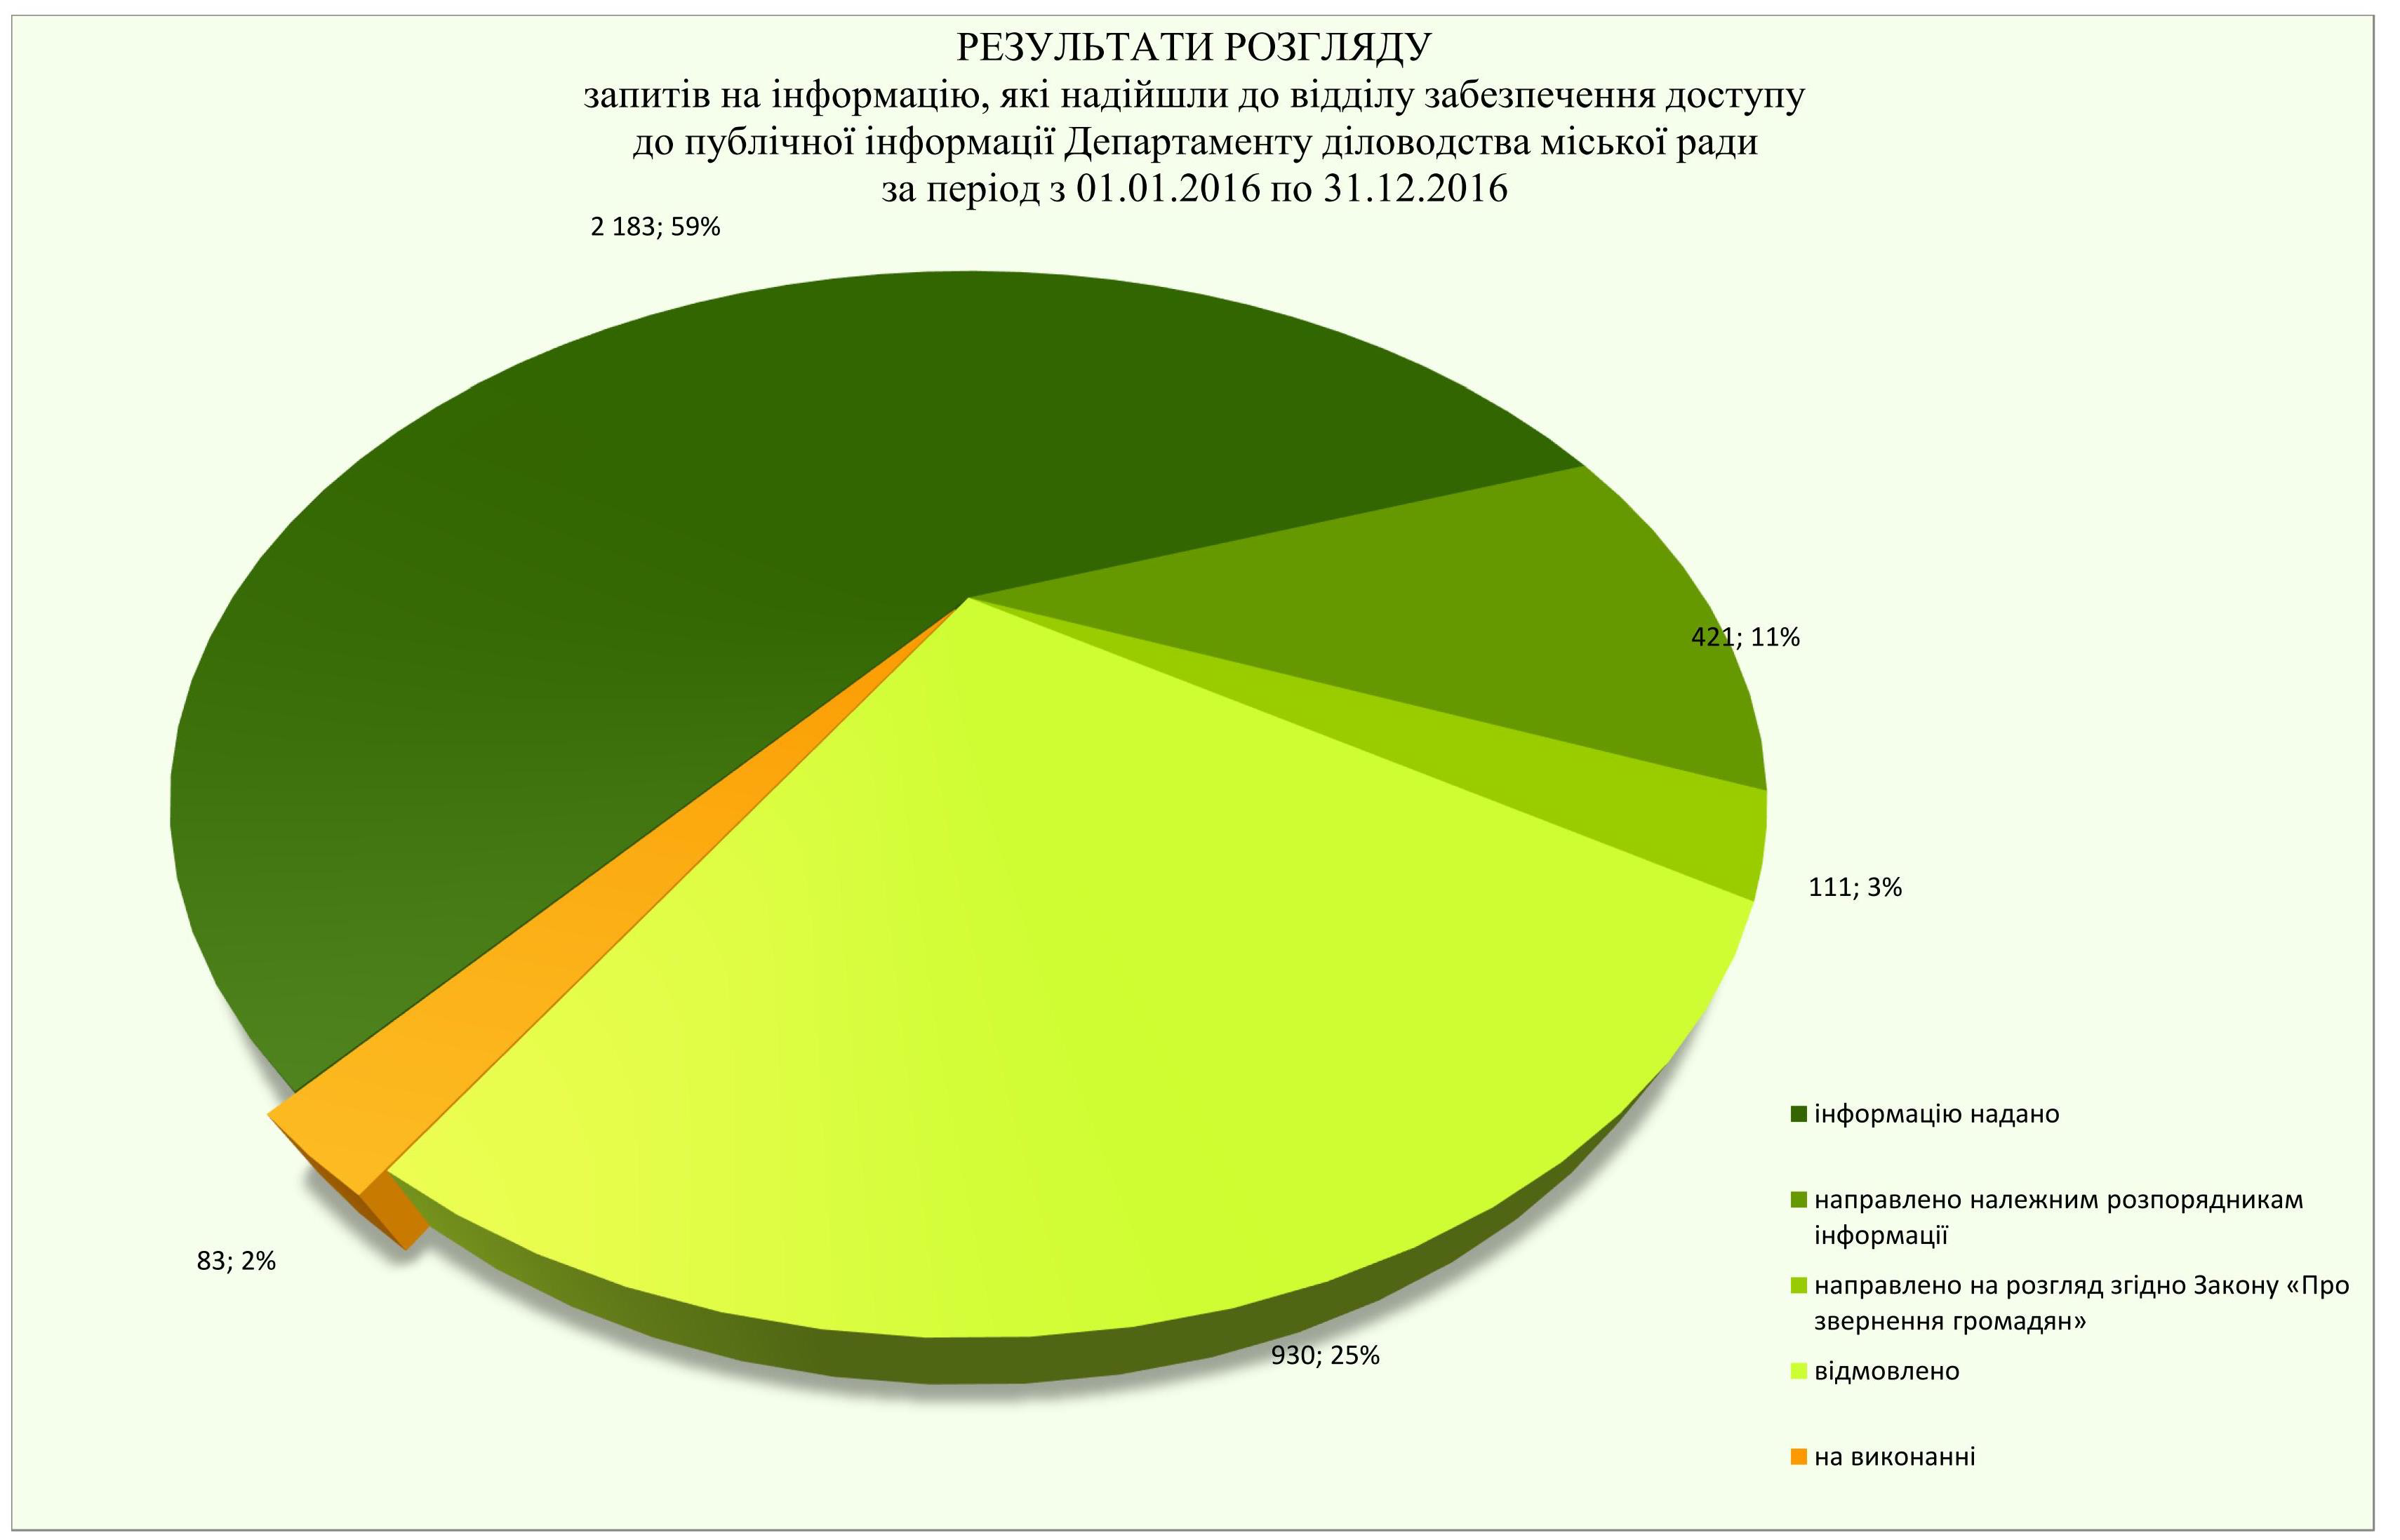 РЕЗУЛЬТАТИ РОЗГЛЯДУ
запитів на інформацію, які надійшли до відділу забезпечення доступу
до публічної інформації Департаменту діловодства міської ради
за період з 01.01.2016 по 31.12.2016
2 183; 59%
421; 11%
111; 3%
930; 25%
83; 2%
інформацію надано
направлено належним розпорядникам
інформації
направлено на розгляд згідно Закону «Про
звернення громадян»
відмовлено
на виконанні